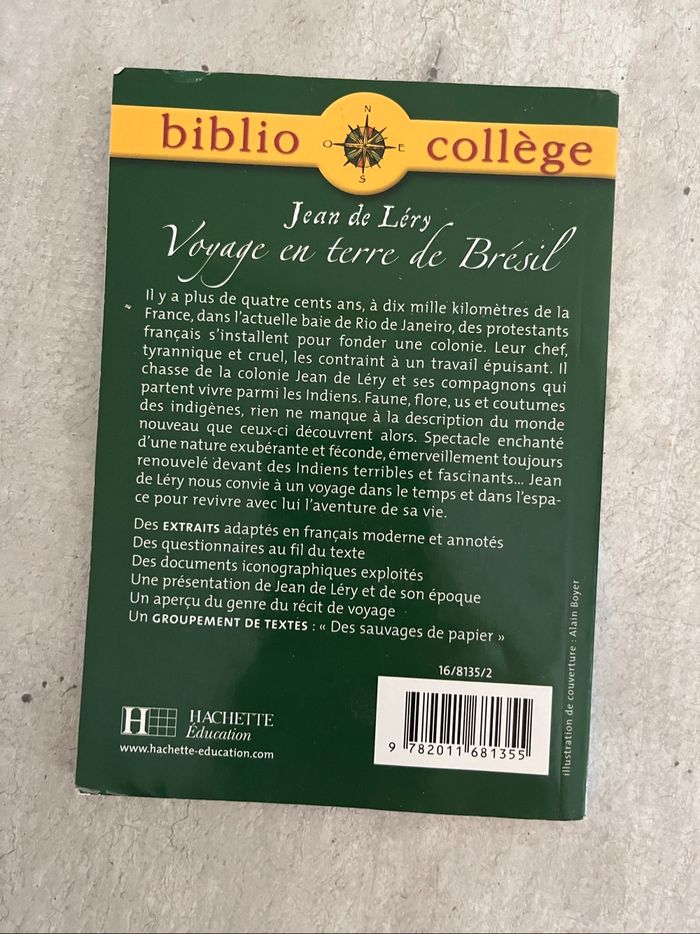 biblio collège
N
O E
S
Jean de Léry
Voyage en terre de Brésil
Il y a plus de quatre cents ans, à dix mille kilomètres de la
France, dans l'actuelle baie de Rio de Janeiro, des protestants
français s'installent pour fonder une colonie. Leur chef,
tyrannique et cruel, les contraint à un travail épuisant. Il
chasse de la colonie Jean de Léry et ses compagnons qui
partent vivre parmi les Indiens. Faune, flore, us et coutumes
des indigènes, rien ne manque à la description du monde
nouveau que ceux-ci découvrent alors. Spectacle enchanté
d'une nature exubérante et féconde, émerveillement toujours
renouvelé devant des Indiens terribles et fascinants... Jean
de Léry nous convie à un voyage dans le temps et dans l'espa-
ce pour revivre avec lui l'aventure de sa vie.
Des EXTRAITS adaptés en français moderne et annotés
Des questionnaires au fil du texte
Des documents iconographiques exploités
Une présentation de Jean de Léry et de son époque
Un aperçu du genre du récit de voyage
Un GROUPEMENT DE TEXTES : « Des sauvages de papier »
illustration de couverture : Alain Boyer
16/8135/2
H HACHETTE
Éducation
www.hachette-education.com
9 782011 681355